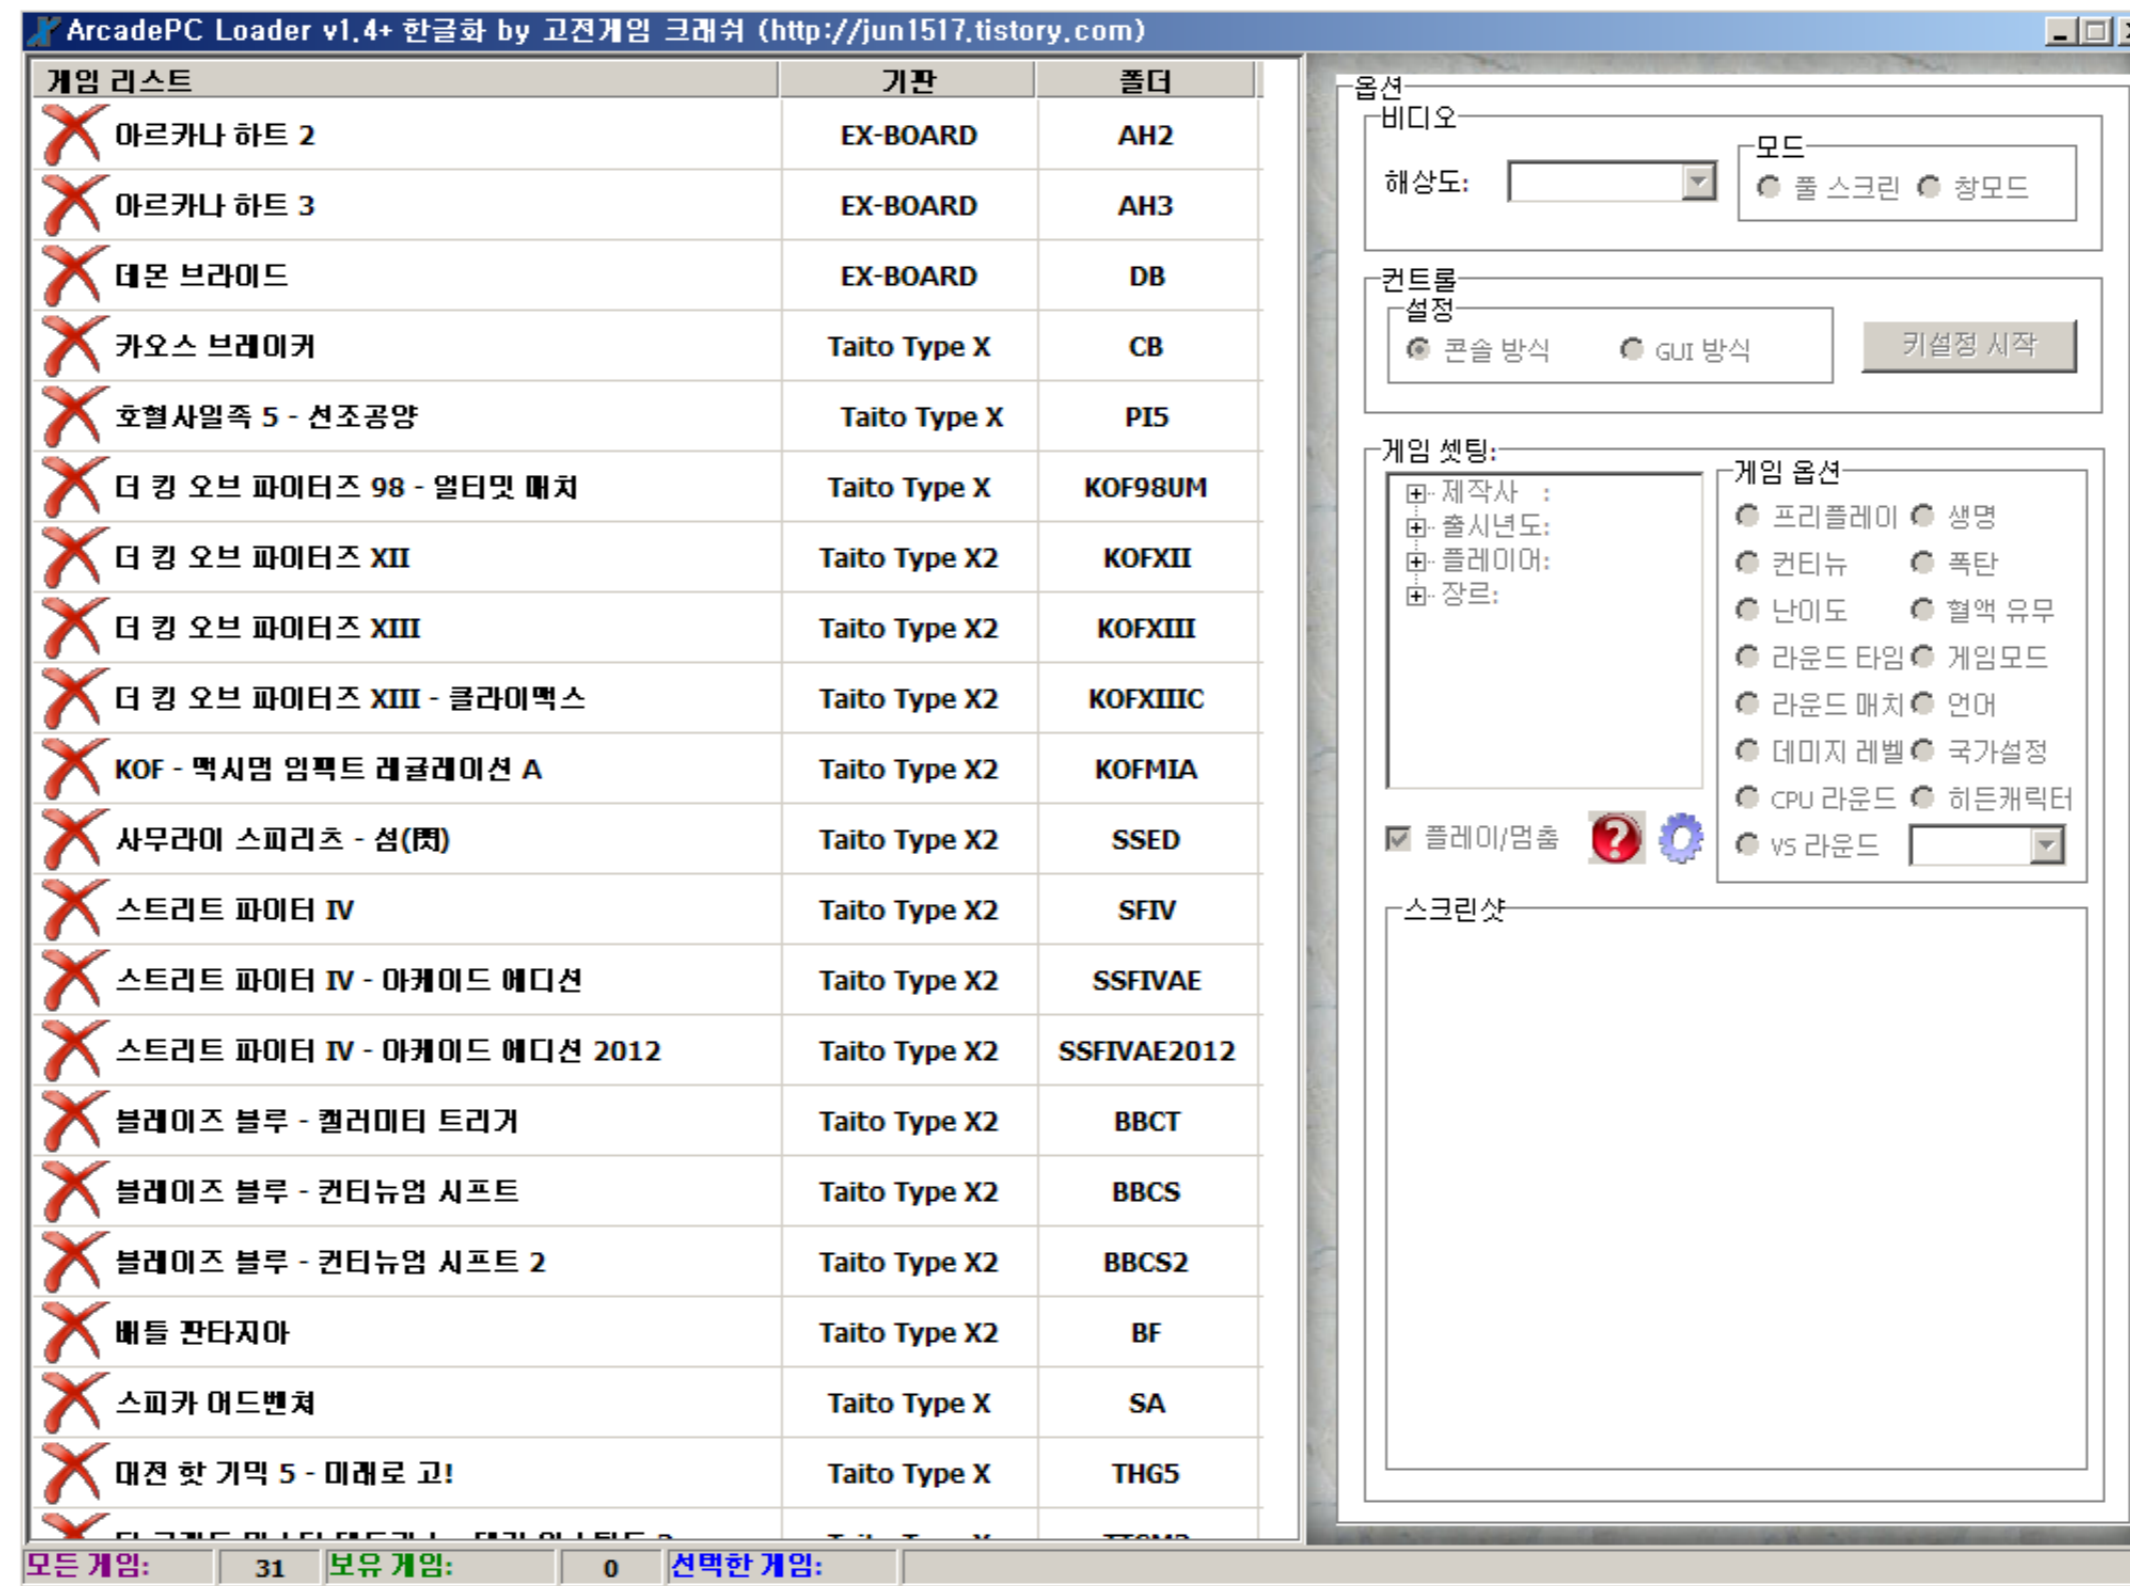 ArcadePC Loader v1.4+ 한글화 by 고전게임 크래쉬 (http://jun1517.tistory.com)
게임 리스트 기판 폴더
아르카나 하트 2 EX-BOARD AH2
아르카나 하트 3 EX-BOARD AH3
데몬 브라이드 EX-BOARD DB
카오스 브레이커 Taito Type X CB
호혈사일족 5 - 선조공양 Taito Type X PI5
더 킹 오브 파이터즈 98 - 얼티밋 매치 Taito Type X KOF98UM
더 킹 오브 파이터즈 XII Taito Type X2 KOFXII
더 킹 오브 파이터즈 XIII Taito Type X2 KOFXIII
더 킹 오브 파이터즈 XIII - 클라이맥스 Taito Type X2 KOFXIIIC
KOF - 맥시멈 임팩트 레귤레이션 A Taito Type X2 KOFMIA
사무라이 스피리츠 - 섬(閃) Taito Type X2 SSED
스트리트 파이터 IV Taito Type X2 SFIV
스트리트 파이터 IV - 아케이드 에디션 Taito Type X2 SSFIVAE
스트리트 파이터 IV - 아케이드 에디션 2012 Taito Type X2 SSFIVAE2012
블레이즈 블루 - 캘러미티 트리거 Taito Type X2 BBCT
블레이즈 블루 - 컨티뉴엄 시프트 Taito Type X2 BBCS
블레이즈 블루 - 컨티뉴엄 시프트 2 Taito Type X2 BBCS2
배틀 판타지아 Taito Type X2 BF
스피카 어드벤쳐 Taito Type X SA
대전 핫 기믹 5 - 미래로 고! Taito Type X THG5
모든 게임: 31 보유 게임: 0 선택한 게임:
옵션
비디오
해상도:
모드
풀 스크린 창모드
컨트롤
설정
콘솔 방식 GUI 방식
키설정 시작
게임 셋팅:
제작사 :
출시년도:
플레이어:
장르:
플레이/멈춤
게임 옵션
프리플레이 생명
컨티뉴 폭탄
난이도 혈액 유무
라운드 타임 게임모드
라운드 매치 언어
데미지 레벨 국가설정
CPU 라운드 히든캐릭터
VS 라운드
스크린샷